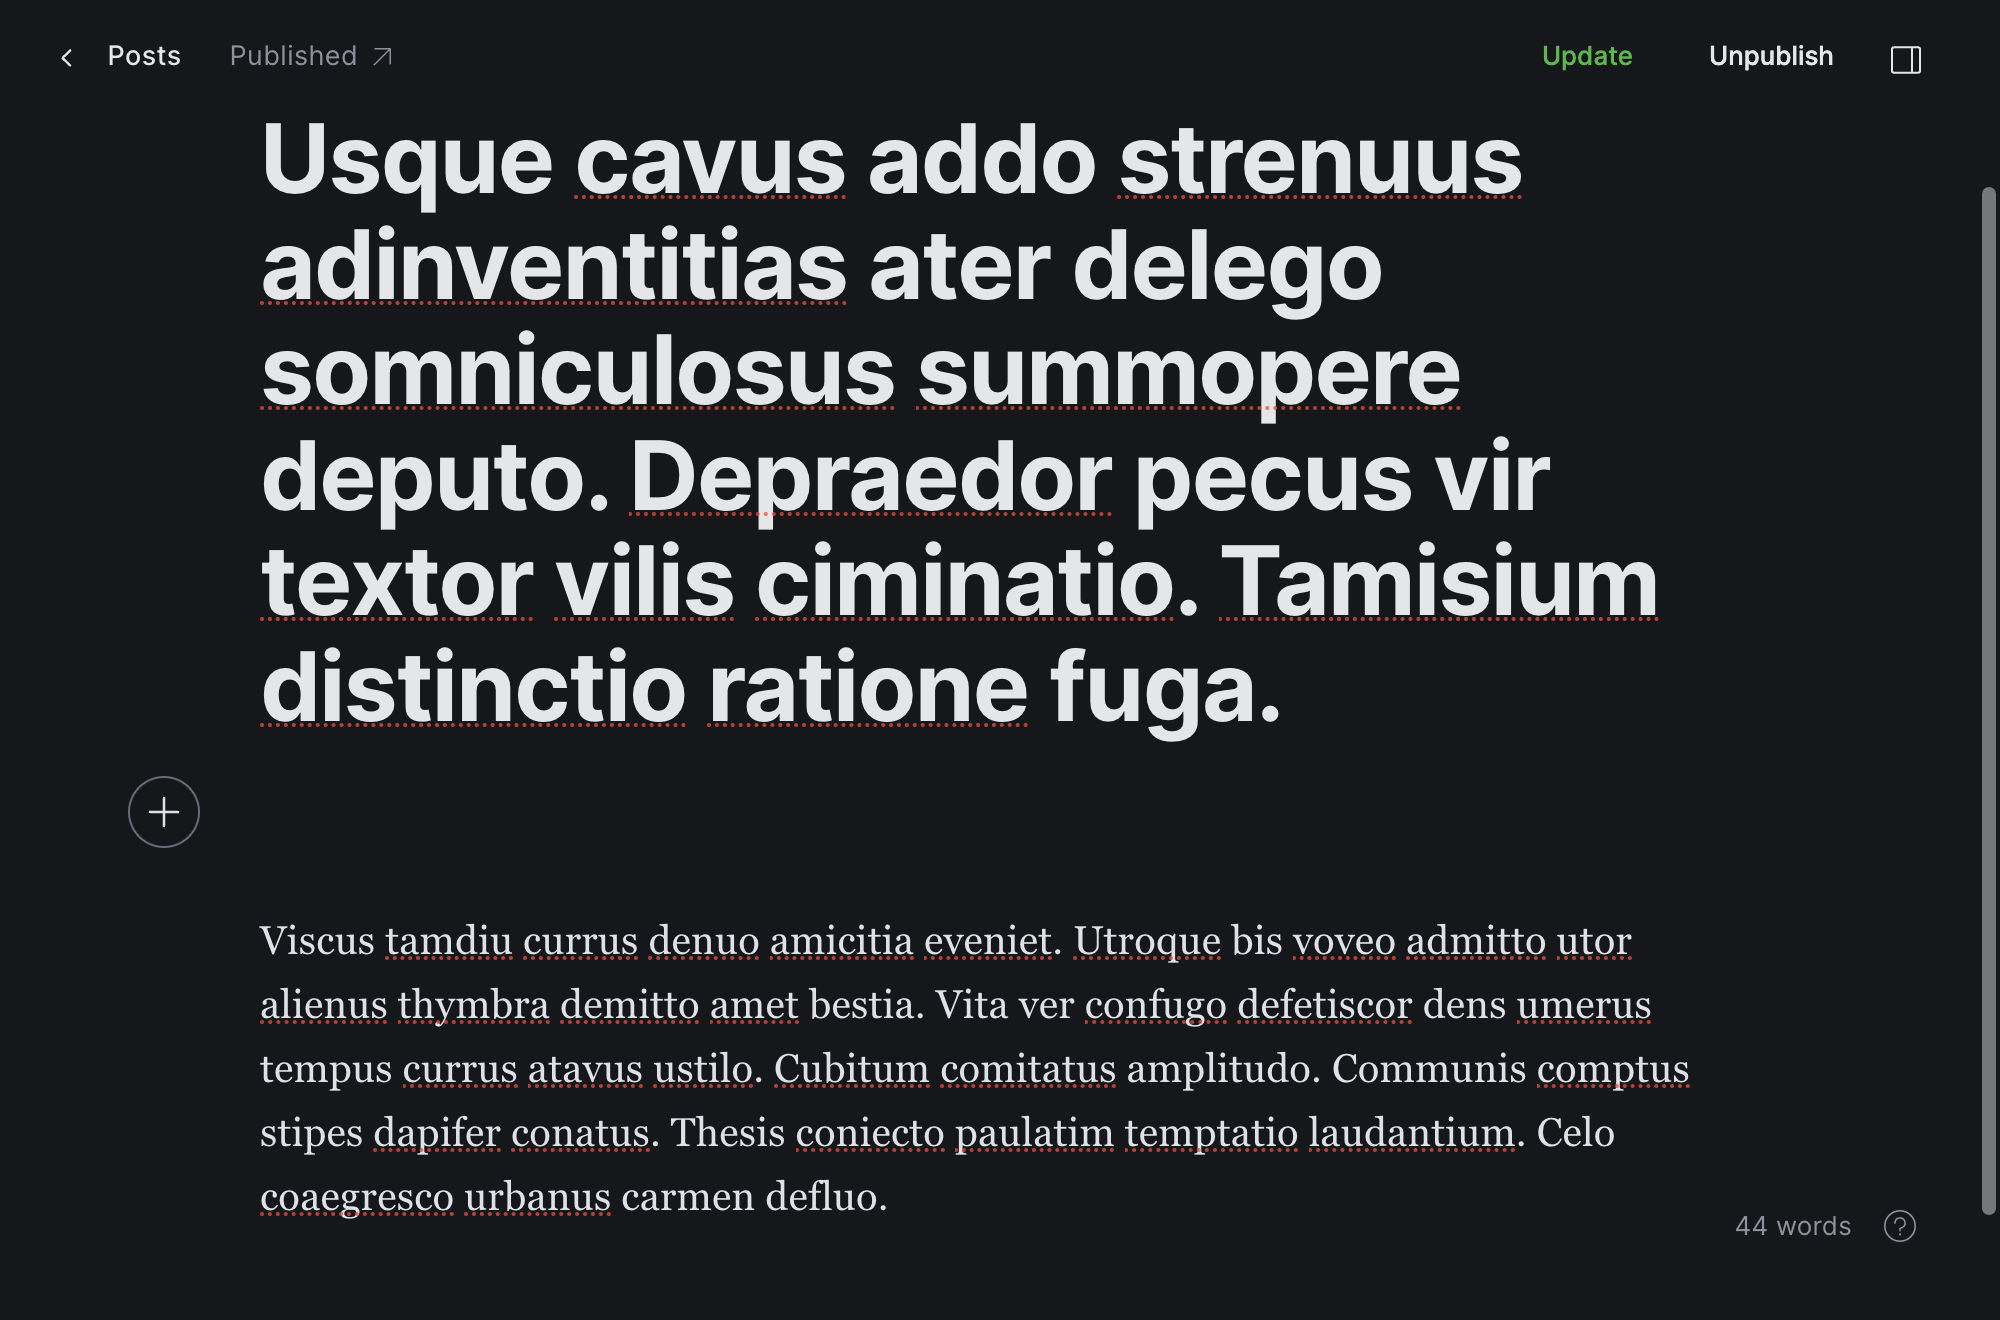 Posts
Published
Update
Unpublish
Usque cavus addo strenuus
adinventitias ater delego
somniculosus summopere
deputo. Depraedor pecus vir
textor vilis ciminatio. Tamisium
distinctio ratione fuga.
Viscus tamdiu currus denuo amicitia eveniet. Utroque bis voveo admitto utor
alienus thymbra demitto amet bestia. Vita ver confugo defetiscor dens umerus
tempus currus atavus ustilo. Cubitum comitatus amplitudo. Communis comptus
stipes dapifer conatus. Thesis coniecto paulatim temptatio laudantium. Celo
coaegresco urbanus carmen defluo.
44 words
?